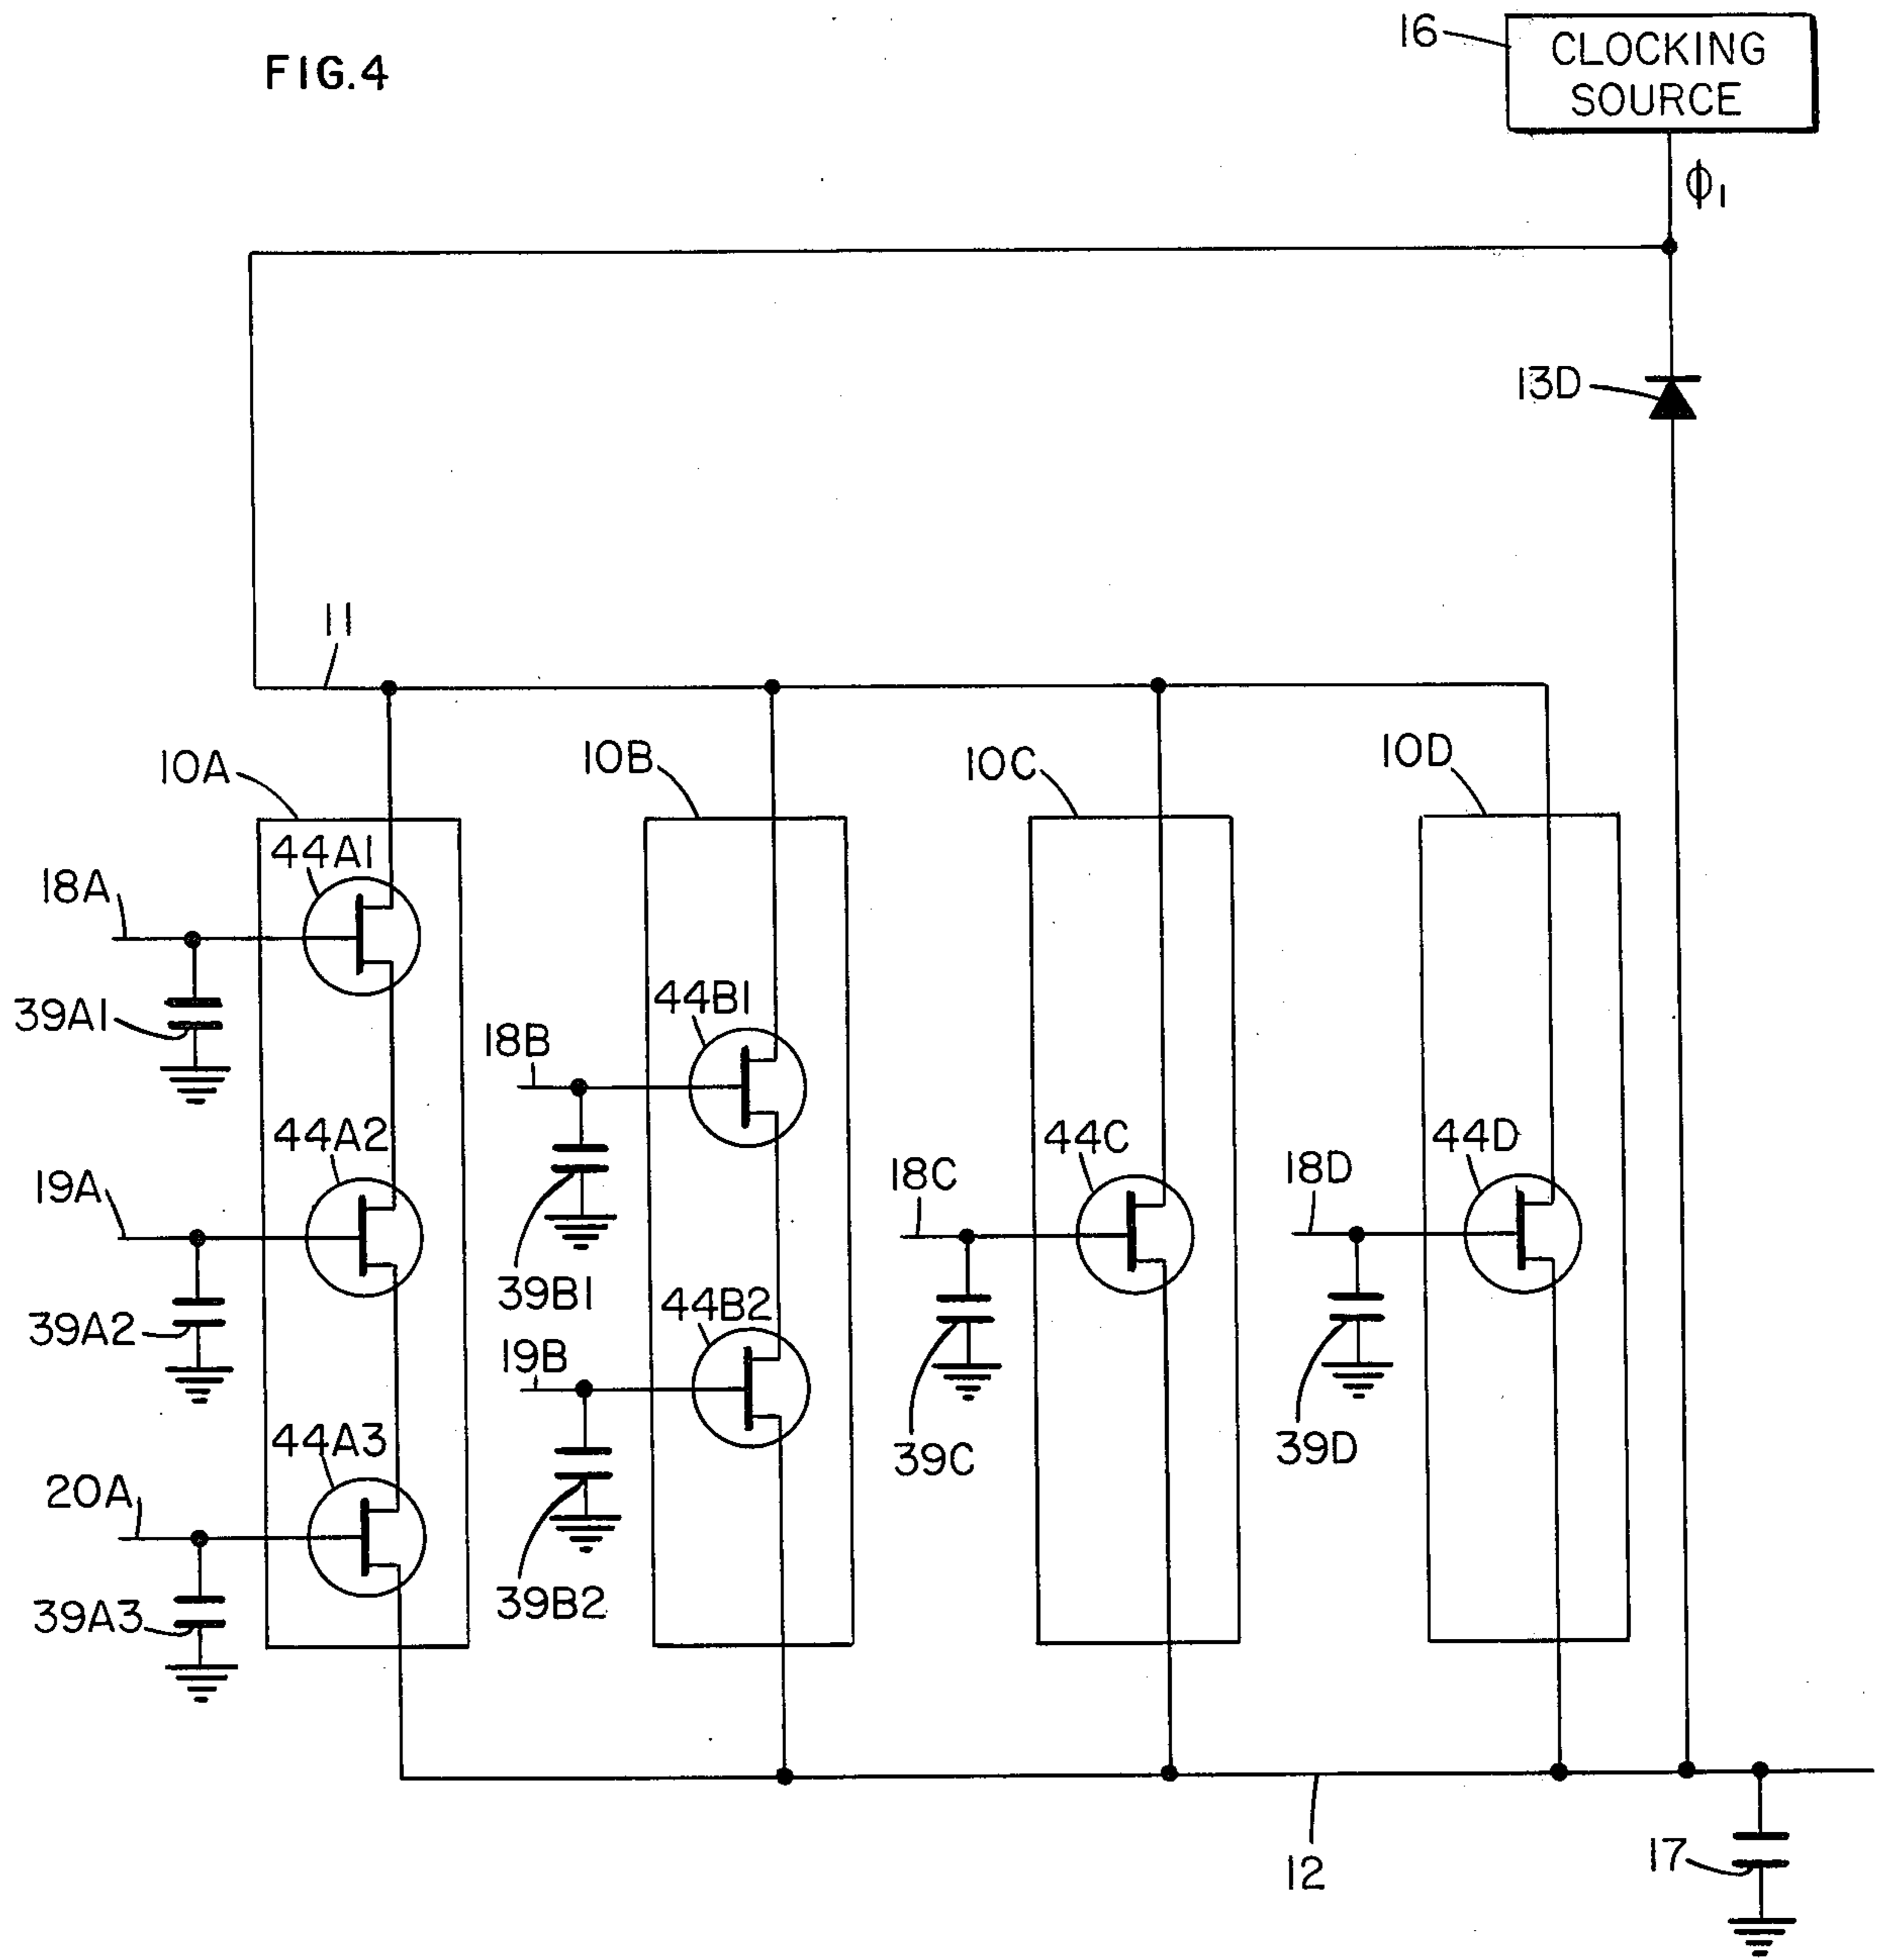 FIG.4
16
CLOCKING
SOURCE
ϕ1
13D
11
10A
10B
10C
10D
44A1
18A
39A1
44B1
18B
44A2
19A
44C
18C
44D
18D
39B1
39A2
44B2
19B
39C
39D
44A3
20A
39B2
39A3
12
17